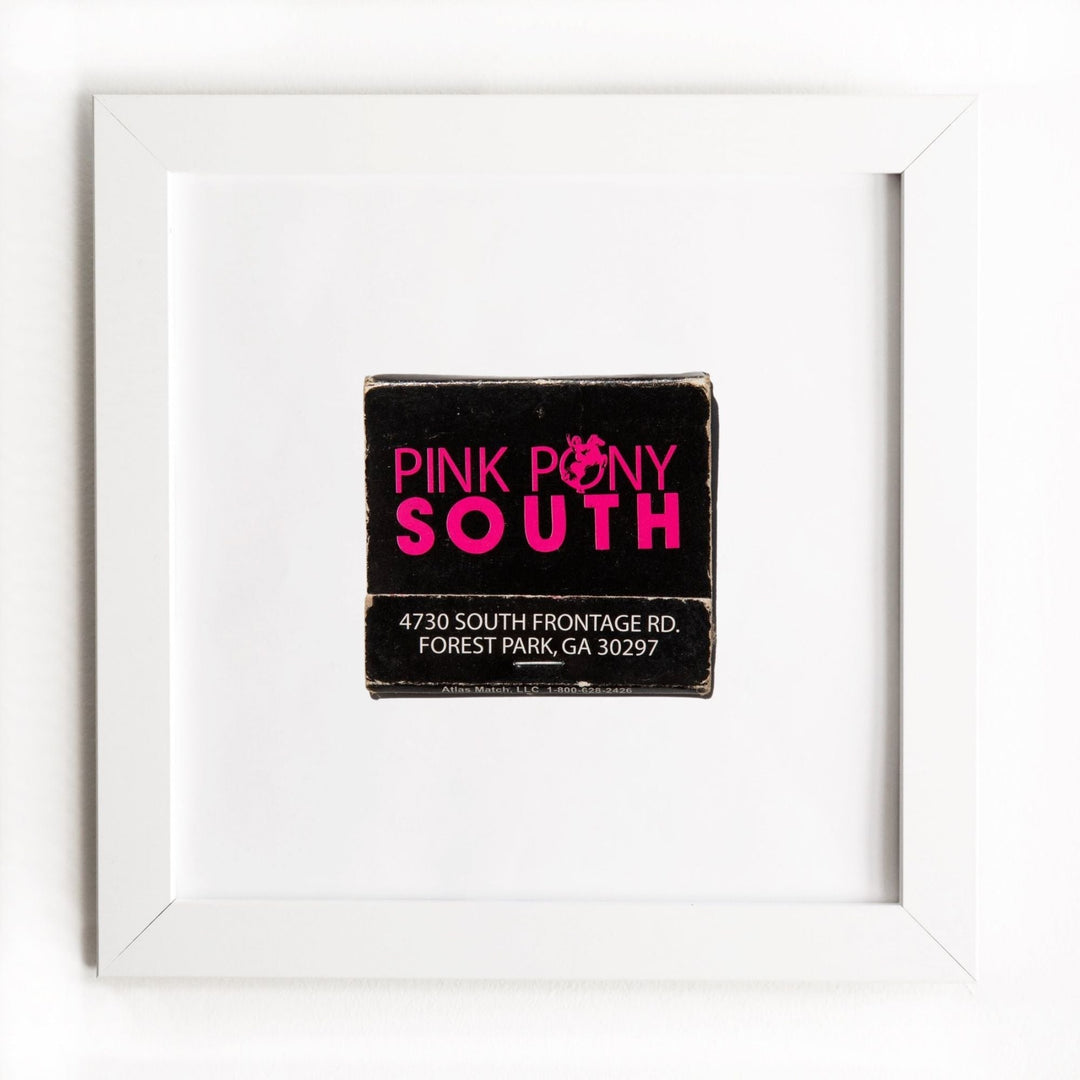 PINK PONY
SOUTH
4730 SOUTH FRONTAGE RD.
FOREST PARK, GA 30297
Atlas Match, LLC 1-800-628-2426